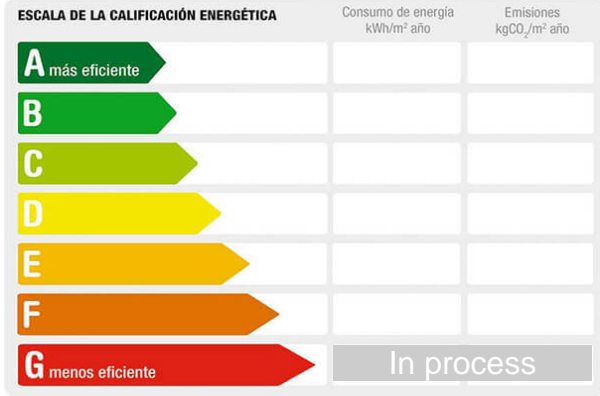 ESCALA DE LA CALIFICACIÓN ENERGÉTICA
Consumo de energía
kWh/m² año
Emisiones
kgCO₂/m² año
A más eficiente
B
C
D
E
F
G menos eficiente
In process